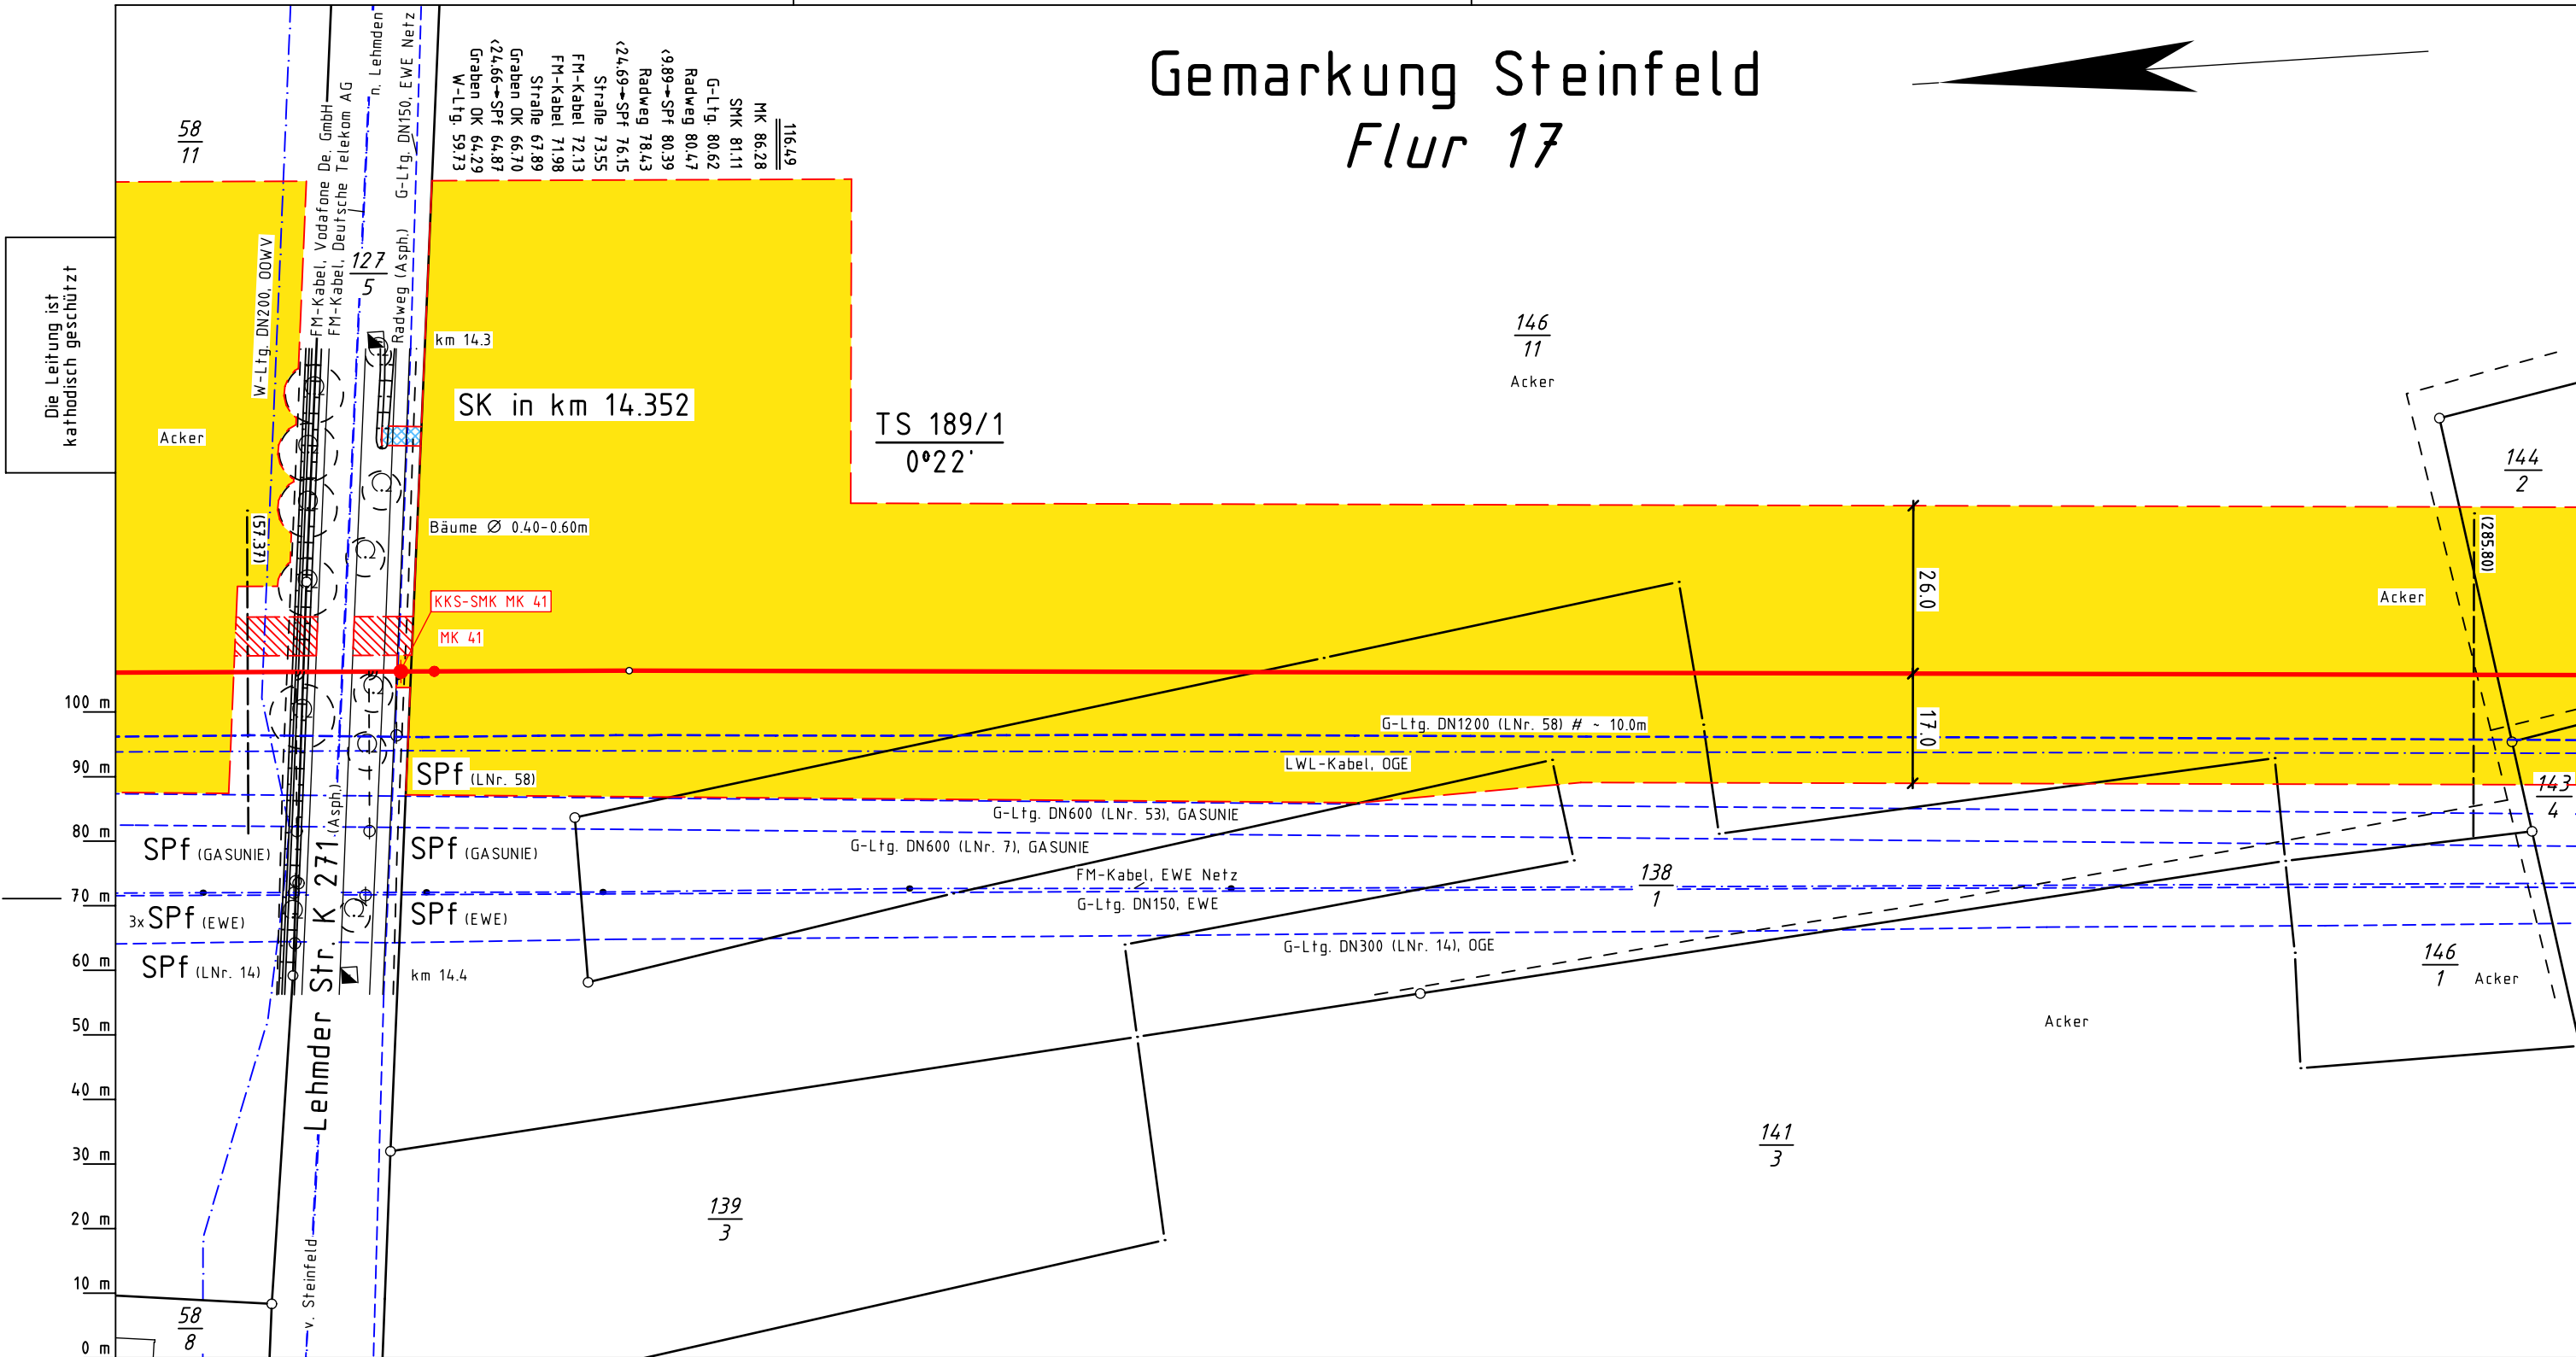 Gemarkung Steinfeld
Flur 17
58
11
n. Lehmden
G-Ltg. DN150, EWE Netz
FM-Kabel, Vodafone De. GmbH
FM-Kabel, Deutsche Telekom AG
W-Ltg. DN200, OOWV
Radweg (Asph.)
127
5
116.49
MK 86.28
SMK 81.11
G-Ltg. 80.62
Radweg 80.47
<9.89→SPf 80.39
Radweg 78.43
<24.69→SPf 76.15
Straße 73.55
FM-Kabel 72.13
FM-Kabel 71.98
Straße 67.89
Graben OK 66.70
<24.66→SPf 64.87
Graben OK 64.29
W-Ltg. 59.73
Die Leitung ist
kathodisch geschützt
Acker
km 14.3
SK in km 14.352
TS 189/1
0°22'
146
11
Acker
144
2
(57.37)
Bäume Ø 0.40-0.60m
(285.80)
26.0
Acker
KKS-SMK MK 41
MK 41
100 m
17.0
G-Ltg. DN1200 (LNr. 58) # ~ 10.0m
LWL-Kabel, OGE
90 m
SPf (LNr. 58)
143
4
G-Ltg. DN600 (LNr. 53), GASUNIE
80 m
SPf (GASUNIE)
SPf (GASUNIE)
G-Ltg. DN600 (LNr. 7), GASUNIE
FM-Kabel, EWE Netz
138
1
70 m
G-Ltg. DN150, EWE
3x SPf (EWE)
SPf (EWE)
G-Ltg. DN300 (LNr. 14), OGE
60 m
SPf (LNr. 14)
km 14.4
146
1
Acker
Lehmder Str. K 271 (Asph.)
50 m
Acker
40 m
30 m
141
3
20 m
139
3
v. Steinfeld
10 m
58
8
0 m